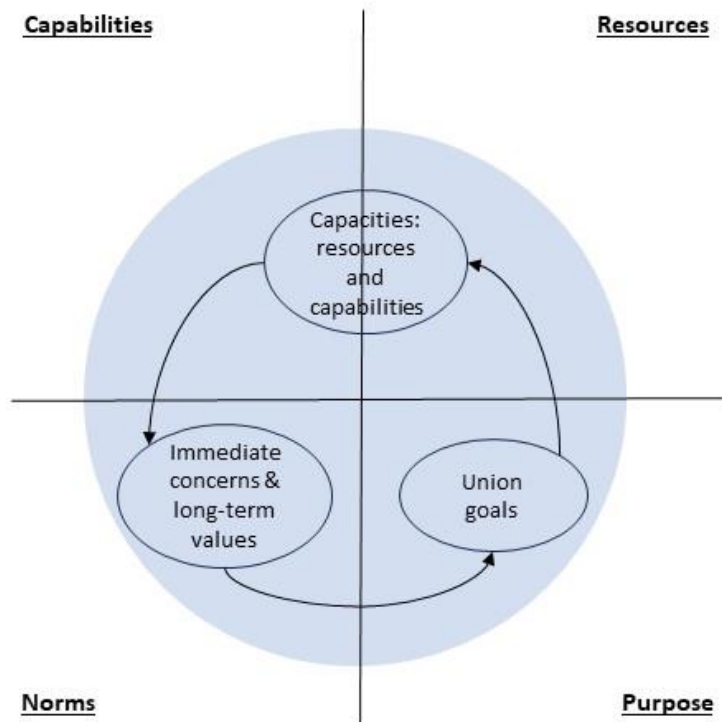 Capabilities
Resources
Capacities:
resources
and
capabilities
Immediate
concerns &
long-term
values
Union
goals
Norms
Purpose